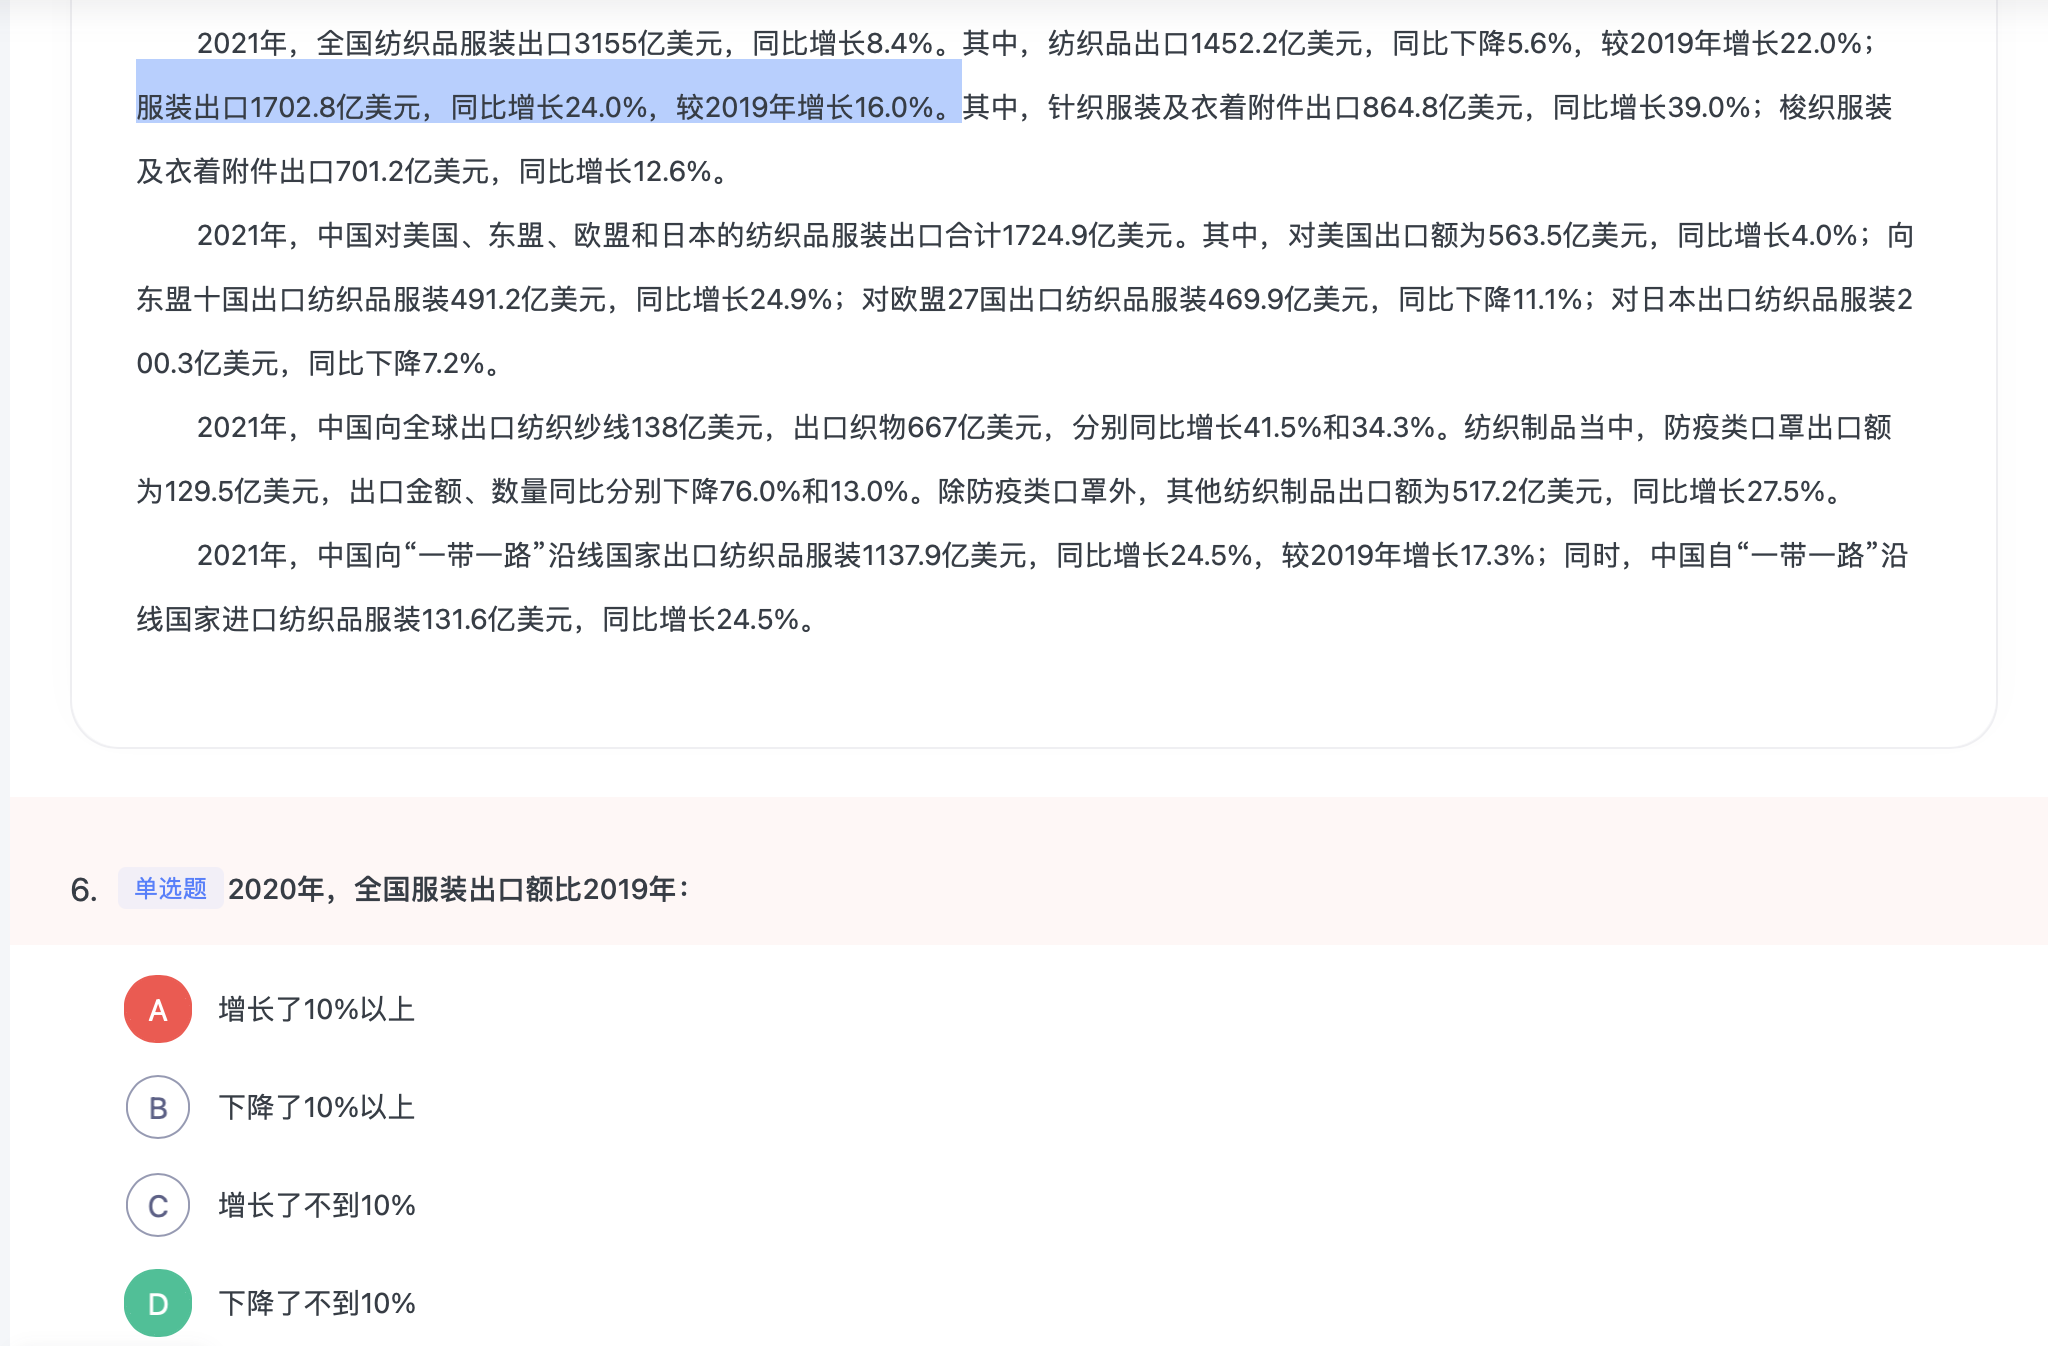 2021年，全国纺织品服装出口3155亿美元，同比增长8.4%。其中，纺织品出口1452.2亿美元，同比下降5.6%，较2019年增长22.0%；
服装出口1702.8亿美元，同比增长24.0%，较2019年增长16.0%。其中，针织服装及衣着附件出口864.8亿美元，同比增长39.0%；梭织服装
及衣着附件出口701.2亿美元，同比增长12.6%。
2021年，中国对美国、东盟、欧盟和日本的纺织品服装出口合计1724.9亿美元。其中，对美国出口额为563.5亿美元，同比增长4.0%；向
东盟十国出口纺织品服装491.2亿美元，同比增长24.9%；对欧盟27国出口纺织品服装469.9亿美元，同比下降11.1%；对日本出口纺织品服装2
00.3亿美元，同比下降7.2%。
2021年，中国向全球出口纺织纱线138亿美元，出口织物667亿美元，分别同比增长41.5%和34.3%。纺织制品当中，防疫类口罩出口额
为129.5亿美元，出口金额、数量同比分别下降76.0%和13.0%。除防疫类口罩外，其他纺织制品出口额为517.2亿美元，同比增长27.5%。
2021年，中国向“一带一路”沿线国家出口纺织品服装1137.9亿美元，同比增长24.5%，较2019年增长17.3%；同时，中国自“一带一路”沿
线国家进口纺织品服装131.6亿美元，同比增长24.5%。
6. 单选题 2020年，全国服装出口额比2019年：
A 增长了10%以上
B 下降了10%以上
C 增长了不到10%
D 下降了不到10%